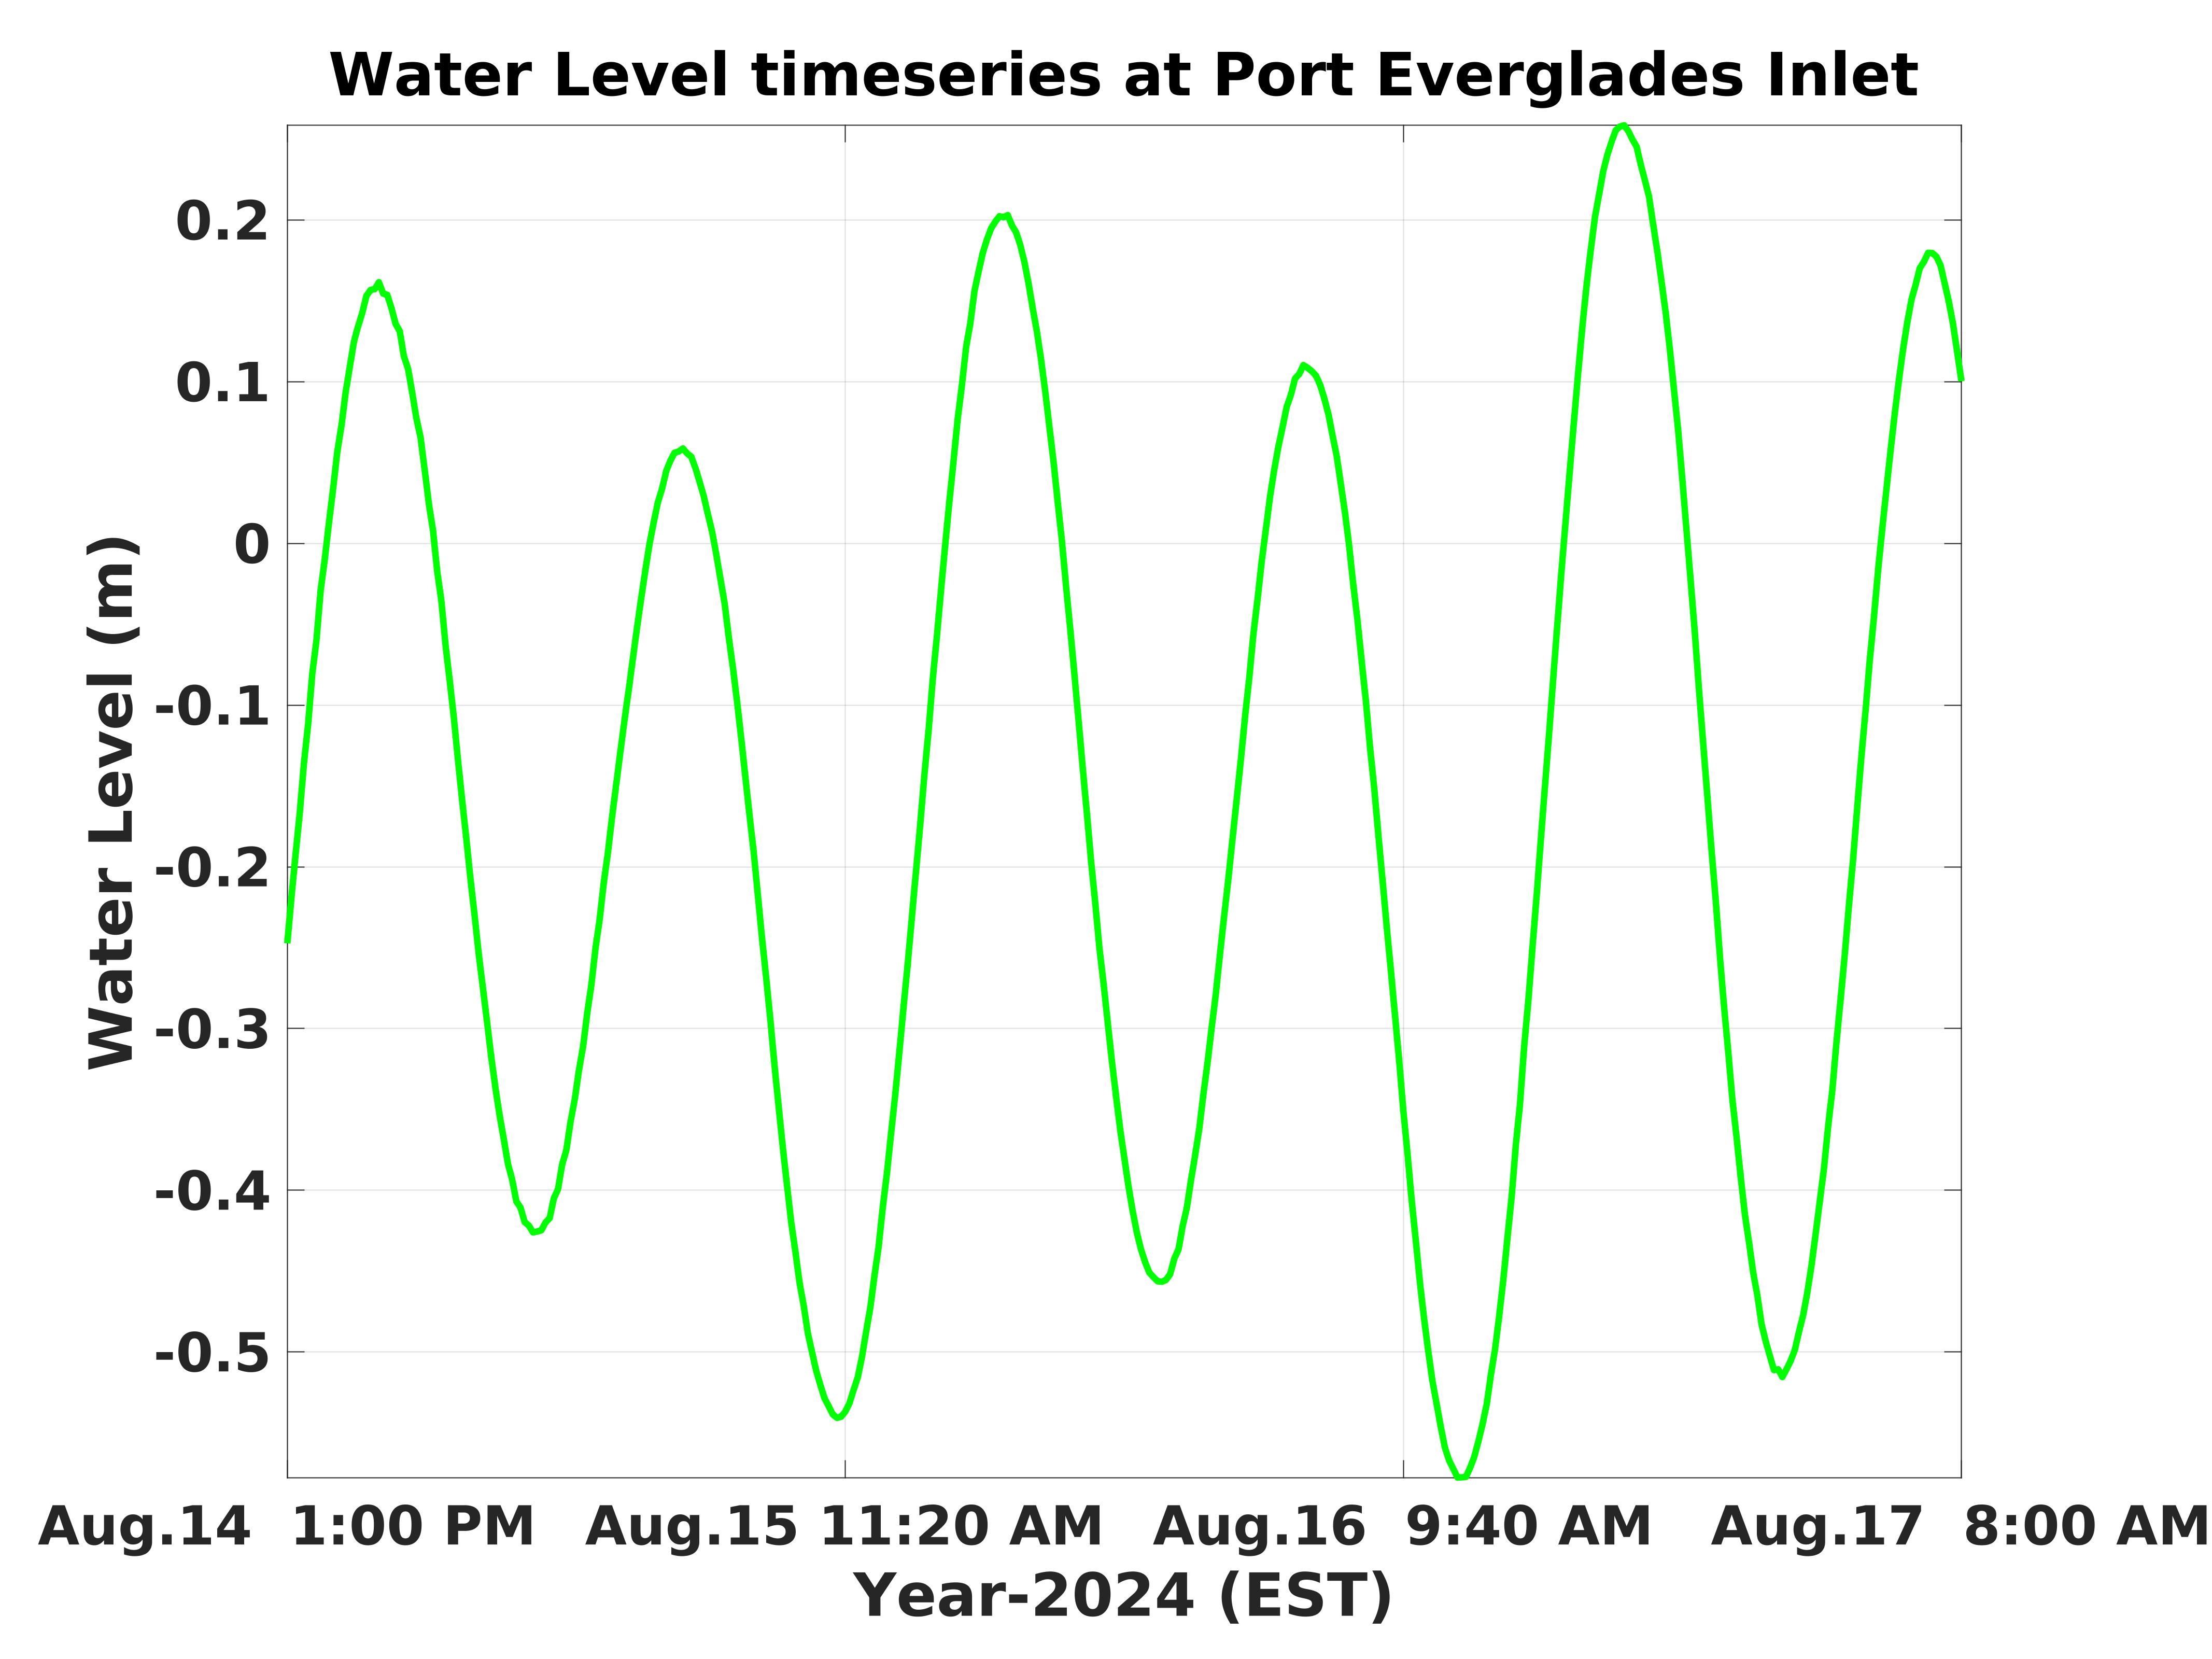 Water Level timeseries at Port Everglades Inlet
Water Level (m)
0.2
0.1
0
-0.1
-0.2
-0.3
-0.4
-0.5
Aug.14 1:00 PM Aug.15 11:20 AM Aug.16 9:40 AM Aug.17 8:00 AM
Year-2024 (EST)